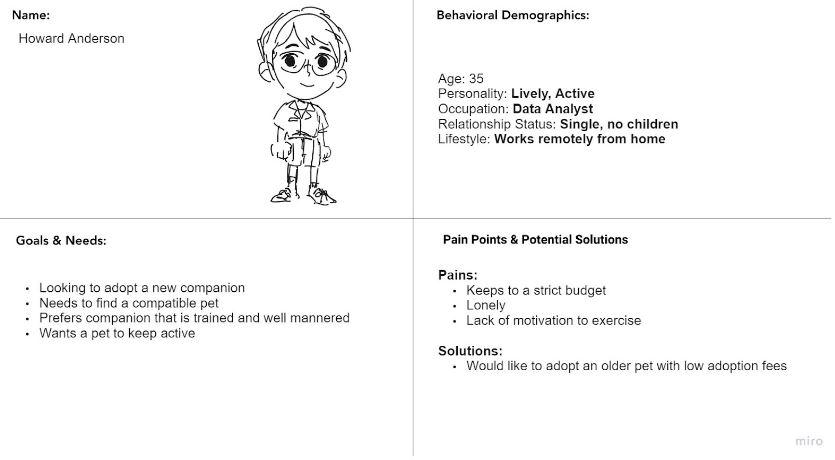 Name:
Howard Anderson
Behavioral Demographics:
Age: 35
Personality: Lively, Active
Occupation: Data Analyst
Relationship Status: Single, no children
Lifestyle: Works remotely from home
Goals & Needs:
• Looking to adopt a new companion
• Needs to find a compatible pet
• Prefers companion that is trained and well mannered
• Wants a pet to keep active
Pain Points & Potential Solutions
Pains:
• Keeps to a strict budget
• Lonely
• Lack of motivation to exercise
Solutions:
• Would like to adopt an older pet with low adoption fees
miro